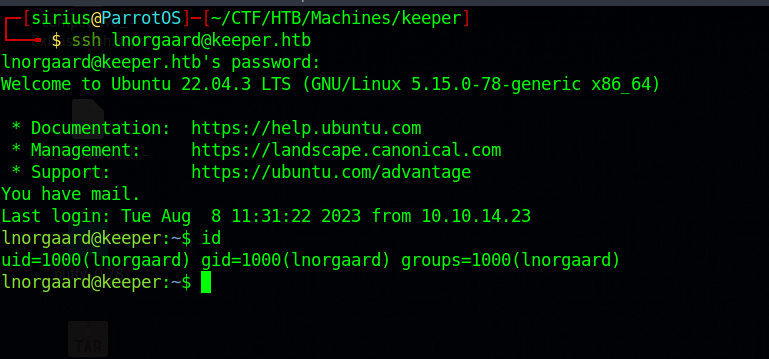 ┌─[sirius@ParrotOS]─[~/CTF/HTB/Machines/keeper]
└──╼ $ ssh lnorgaard@keeper.htb
lnorgaard@keeper.htb's password:
Welcome to Ubuntu 22.04.3 LTS (GNU/Linux 5.15.0-78-generic x86_64)

 * Documentation:  https://help.ubuntu.com
 * Management:     https://landscape.canonical.com
 * Support:        https://ubuntu.com/advantage
You have mail.
Last login: Tue Aug  8 11:31:22 2023 from 10.10.14.23
lnorgaard@keeper:~$ id
uid=1000(lnorgaard) gid=1000(lnorgaard) groups=1000(lnorgaard)
lnorgaard@keeper:~$
TAR